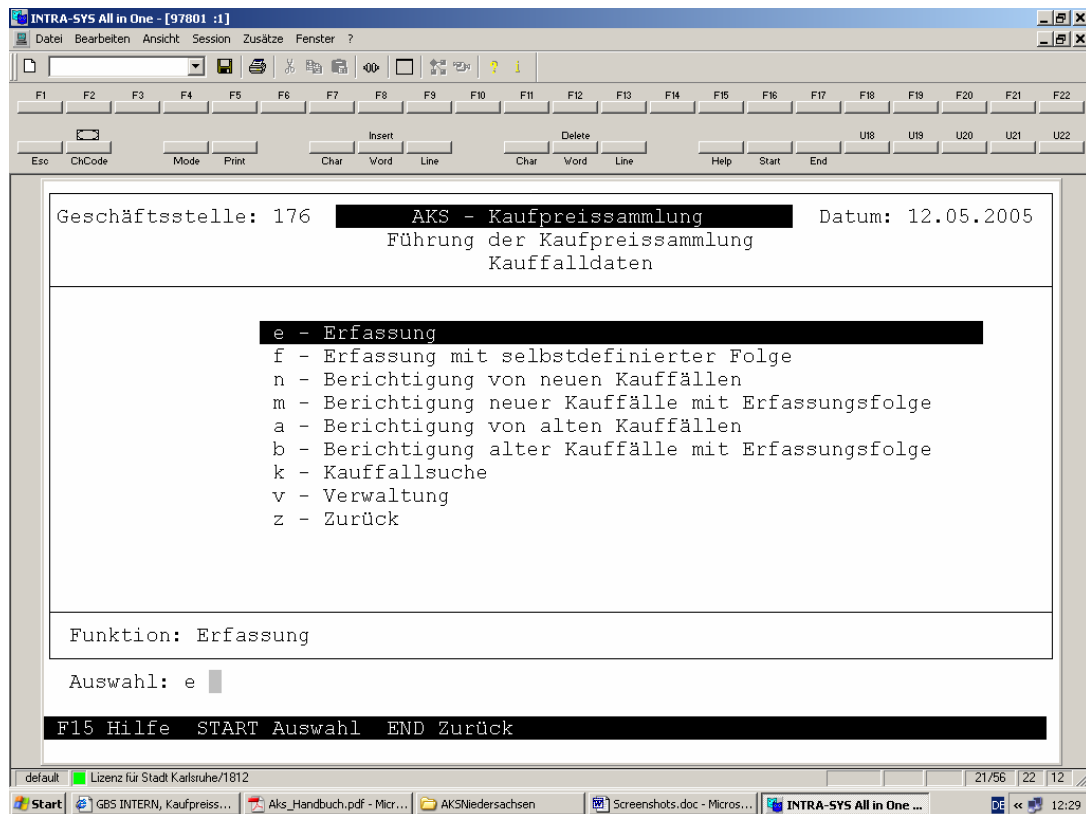 INTRA-SYS All in One - [97801 :1]
Datei Bearbeiten Ansicht Session Zusätze Fenster ?
F1 F2 F3 F4 F5 F6 F7 F8 F9 F10 F11 F12 F13 F14 F15 F16 F17 F18 F19 F20 F21 F22
Insert Delete U18 U19 U20 U21 U22
Esc ChCode Mode Print Char Word Line Char Word Line Help Start End
Geschäftsstelle: 176 AKS - Kaufpreissammlung Datum: 12.05.2005
Führung der Kaufpreissammlung
Kauffalldaten
e - Erfassung
f - Erfassung mit selbstdefinierter Folge
n - Berichtigung von neuen Kauffällen
m - Berichtigung neuer Kauffälle mit Erfassungsfolge
a - Berichtigung von alten Kauffällen
b - Berichtigung alter Kauffälle mit Erfassungsfolge
k - Kauffallsuche
v - Verwaltung
z - Zurück
Funktion: Erfassung
Auswahl: e
F15 Hilfe START Auswahl END Zurück
default Lizenz für Stadt Karlsruhe/1812 21/56 22 12
Start GBS INTERN, Kaufpreiss... Aks_Handbuch.pdf - Micr... AKSNiedersachsen Screenshots.doc - Micros... INTRA-SYS All in One ... DE « 12:29